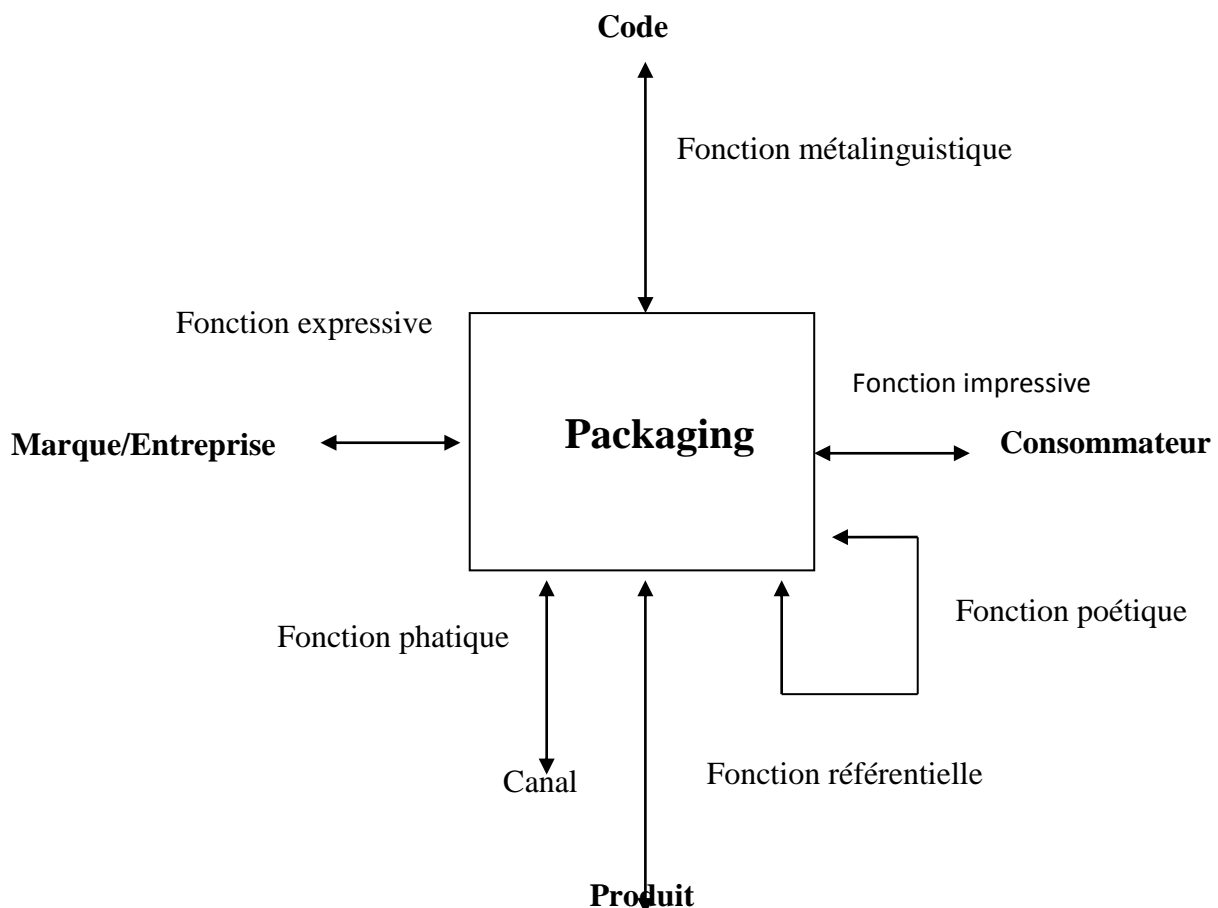 Code
Fonction métalinguistique
Fonction expressive
Fonction impressive
Marque/Entreprise
Packaging
Consommateur
Fonction phatique
Fonction poétique
Canal
Fonction référentielle
Produit